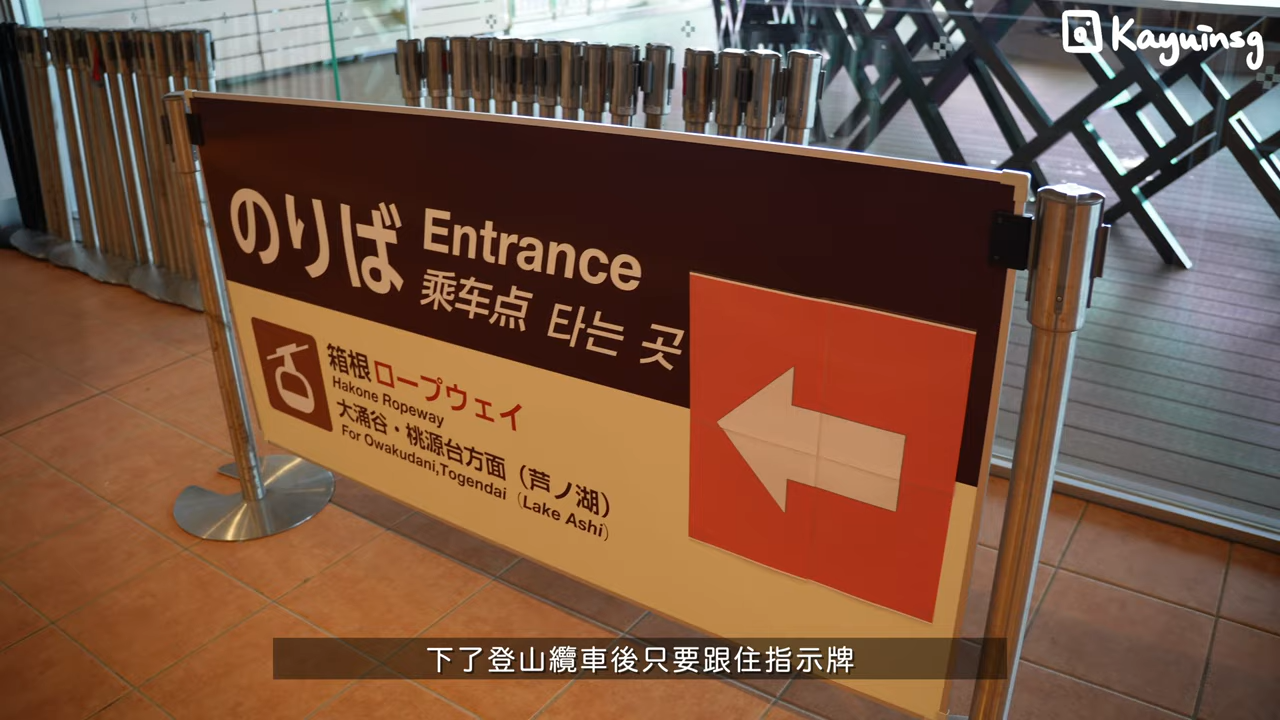 Kayuinsg
のりば
Entrance
乘车点 타는 곳
箱根ロープウェイ
Hakone Ropeway
大涌谷・桃源台方面（芦ノ湖）
For Owakudani,Togendai（Lake Ashi）
下了登山纜車後只要跟住指示牌